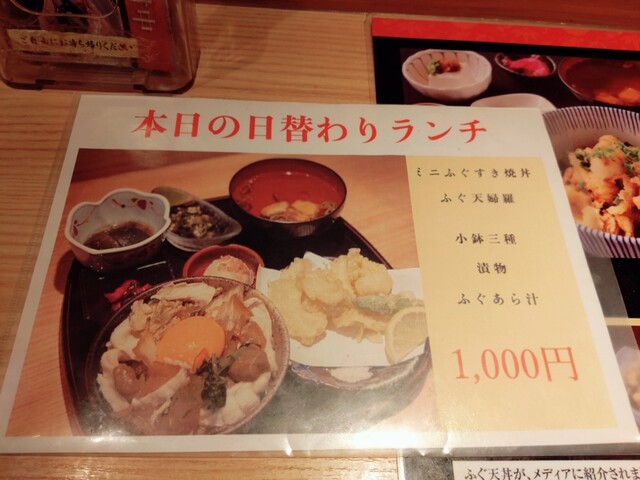 本日の日替わりランチ
ミニふぐすき焼丼
ふぐ天婦羅
小鉢三種
漬物
ふぐあら汁
1,000円
ふぐ天丼が、メディアに紹介されま